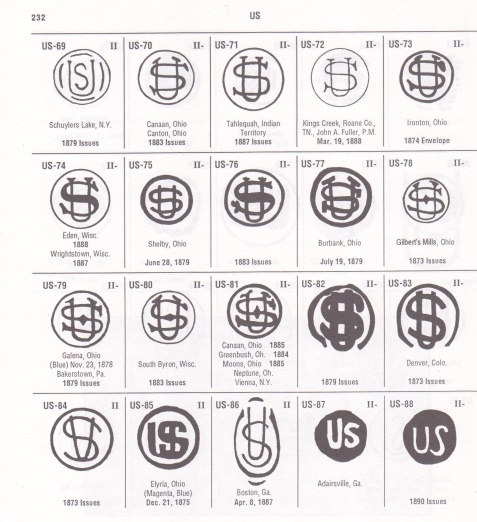 232
US
US-69 II
US-70 II-
US-71 II-
US-72 II-
US-73 II-
Schuylers Lake, N.Y.
1879 Issues
Canaan, Ohio
Canton, Ohio
1883 Issues
Tahlequah, Indian
Territory
1887 Issues
Kings Creek, Roane Co.,
TN., John A. Fuller, P.M.
Mar. 19, 1888
Ironton, Ohio
1874 Envelope
US-74 II-
US-75 II-
US-76 II-
US-77 II-
US-78 II-
Eden, Wisc.
1888
Wrightstown, Wisc.
1887
Shelby, Ohio
June 28, 1879
1883 Issues
Burbank, Ohio
July 19, 1879
Gilbert's Mills, Ohio
1873 Issues
US-79 II-
US-80 II-
US-81 II-
US-82 II-
US-83 II-
Galena, Ohio
(Blue) Nov. 23, 1878
Bakerstown, Pa.
1879 Issues
South Byron, Wisc.
1883 Issues
Canaan, Ohio 1885
Greenbush, Oh. 1884
Moons, Ohio 1885
Neptune, Oh.
Vienna, N.Y.
1879 Issues
Denver, Colo.
1873 Issues
US-84 II
US-85 II
US-86 II
US-87 II-
US-88 II-
1873 Issues
Elyria, Ohio
(Magenta, Blue)
Dec. 21, 1875
Boston, Ga.
Apr. 8, 1887
US
Adairsville, Ga.
US
1890 Issues